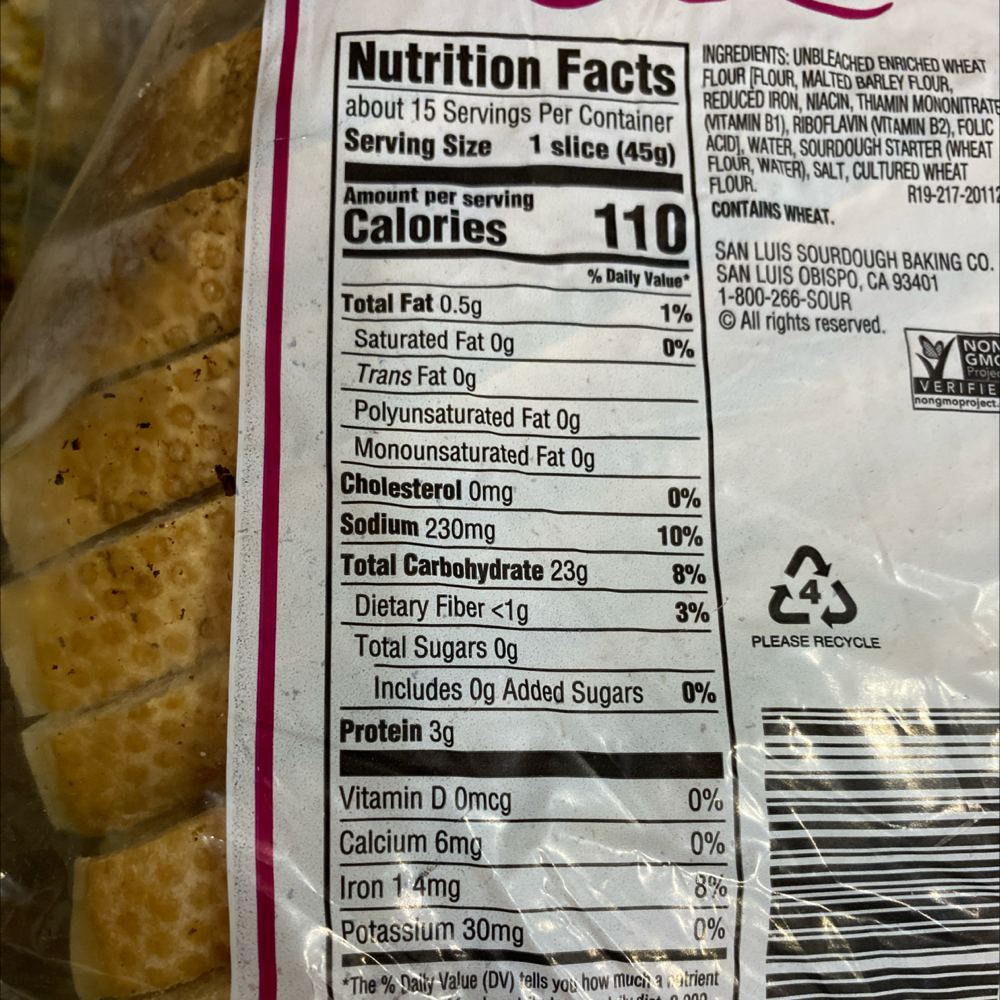 Nutrition Facts
about 15 Servings Per Container
Serving Size 1 slice (45g)
Amount per serving
Calories 110
% Daily Value*
Total Fat 0.5g 1%
Saturated Fat 0g 0%
Trans Fat 0g
Polyunsaturated Fat 0g
Monounsaturated Fat 0g
Cholesterol 0mg 0%
Sodium 230mg 10%
Total Carbohydrate 23g 8%
Dietary Fiber <1g 3%
Total Sugars 0g
Includes 0g Added Sugars 0%
Protein 3g
Vitamin D 0mcg 0%
Calcium 6mg 0%
Iron 1.4mg 8%
Potassium 30mg 0%
*The % Daily Value (DV) tells you how much a nutrient
INGREDIENTS: UNBLEACHED ENRICHED WHEAT
FLOUR [FLOUR, MALTED BARLEY FLOUR,
REDUCED IRON, NIACIN, THIAMIN MONONITRATE
(VITAMIN B1), RIBOFLAVIN (VITAMIN B2), FOLIC
ACID], WATER, SOURDOUGH STARTER (WHEAT
FLOUR, WATER), SALT, CULTURED WHEAT
FLOUR. R19-217-20112
CONTAINS WHEAT.
SAN LUIS SOURDOUGH BAKING CO.
SAN LUIS OBISPO, CA 93401
1-800-266-SOUR
© All rights reserved.
NON
GMO
Projec
VERIFIE
nongmoproject.
4
PLEASE RECYCLE